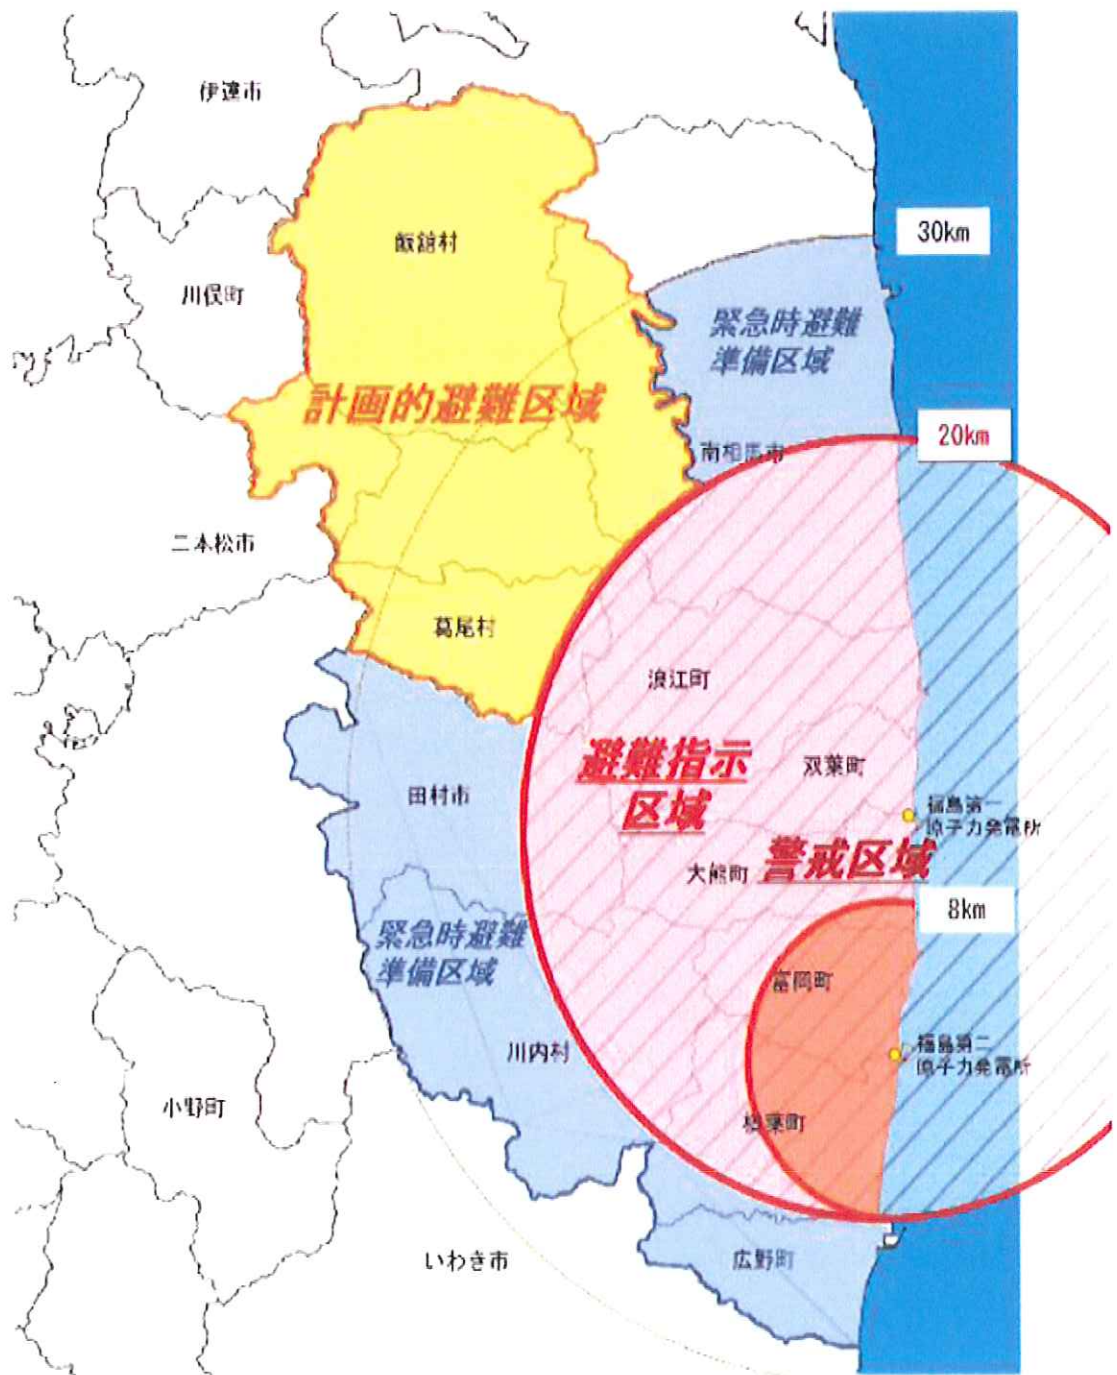 伊達市
飯舘村
30km
川俣町
緊急時避難
準備区域
計画的避難区域
20km
南相馬市
二本松市
葛尾村
浪江町
避難指示
区域
双葉町
田村市
福島第一
原子力発電所
大熊町
警戒区域
8km
緊急時避難
準備区域
富岡町
川内村
福島第二
原子力発電所
小野町
楢葉町
いわき市
広野町